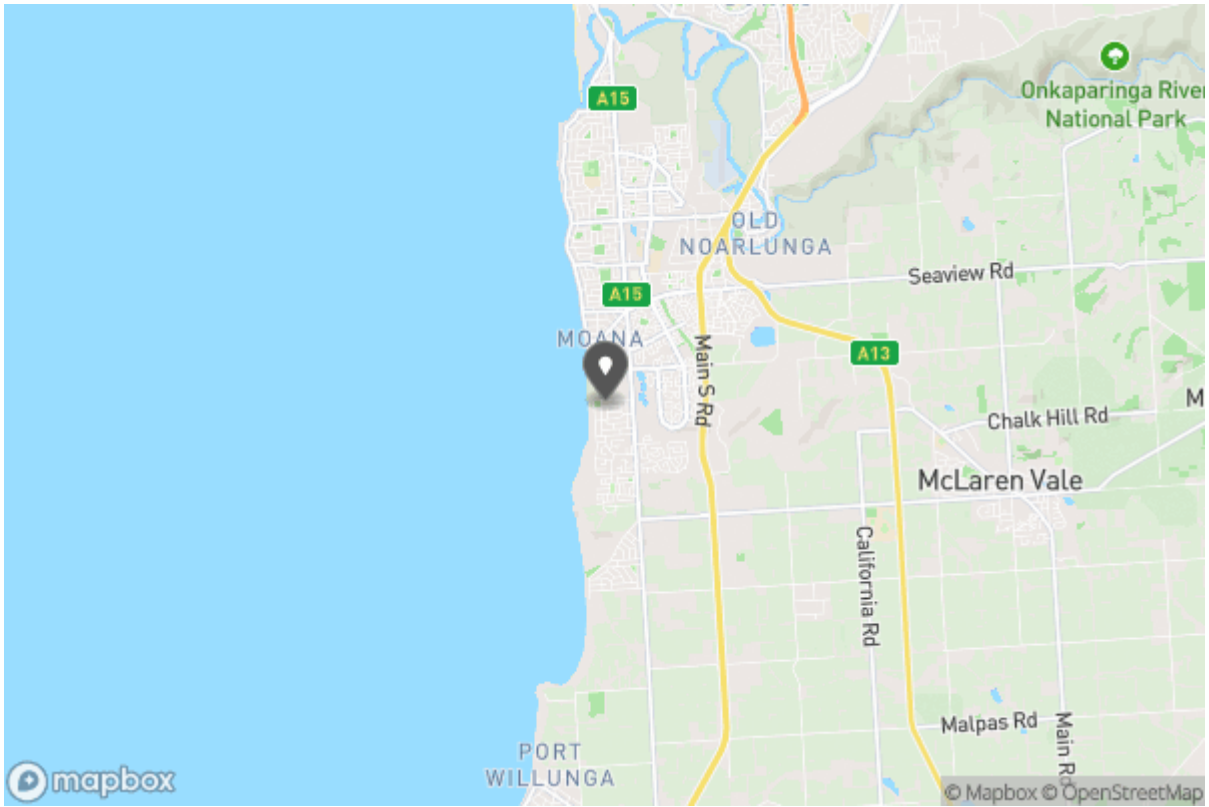 A15
Onkaparinga River
National Park
OLD
NOARLUNGA
Seaview Rd
A15
MOANA
Main S Rd
A13
Chalk Hill Rd
M
McLaren Vale
California Rd
Malpas Rd
Main Rd
PORT
WILLUNGA
mapbox
© Mapbox © OpenStreetMap